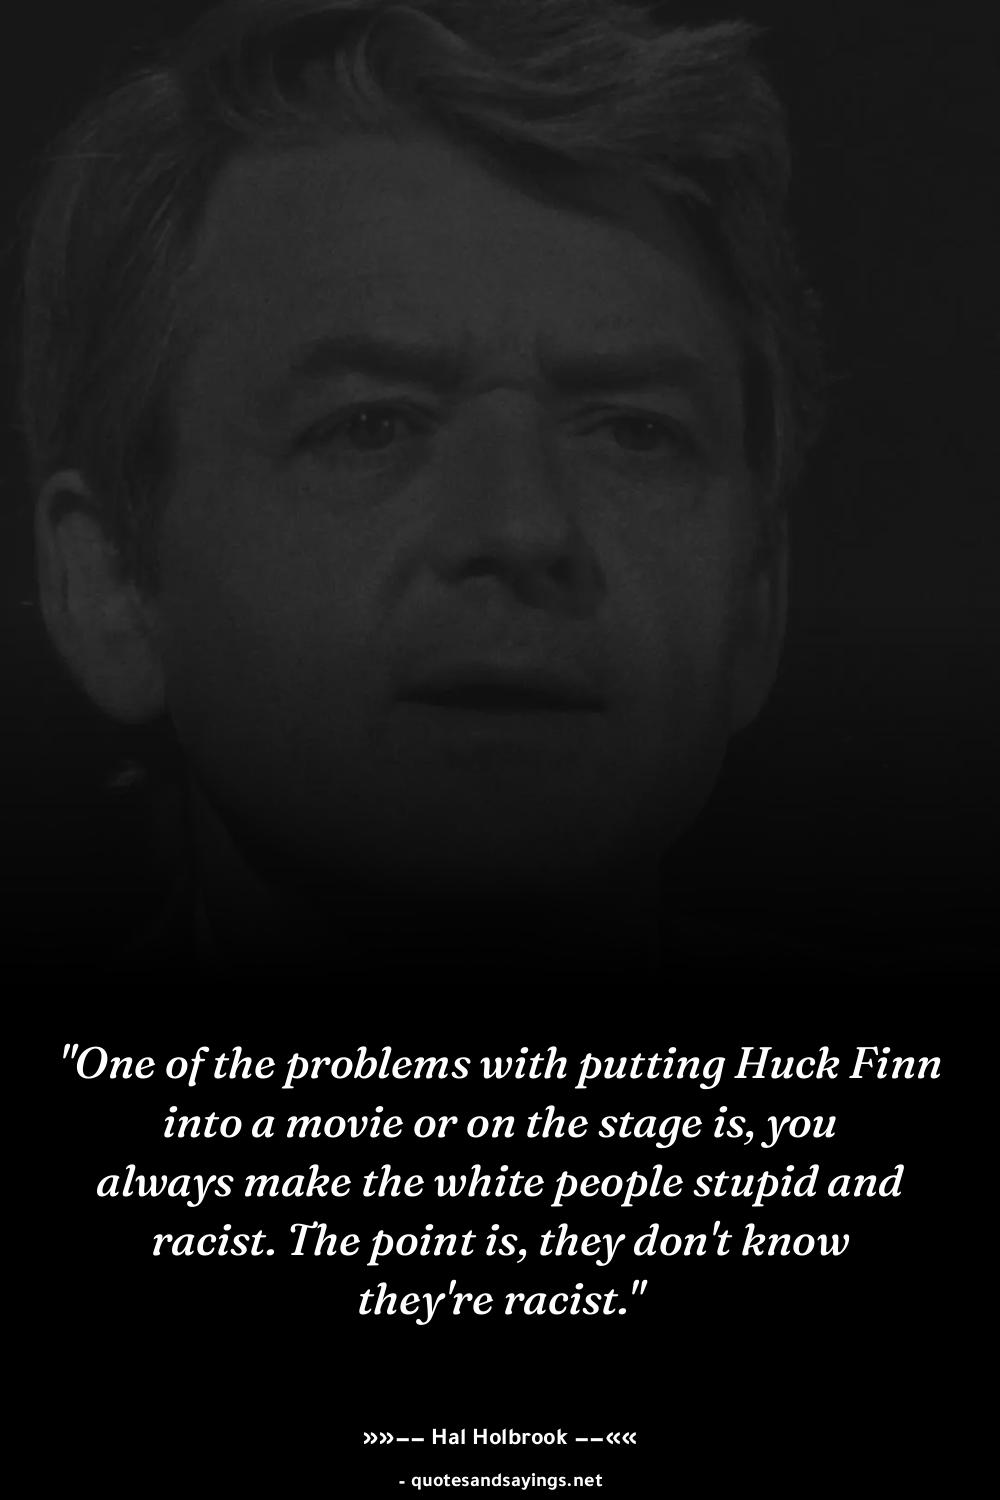 "One of the problems with putting Huck Finn
into a movie or on the stage is, you
always make the white people stupid and
racist. The point is, they don't know
they're racist."
»»−− Hal Holbrook −−««
- quotesandsayings.net